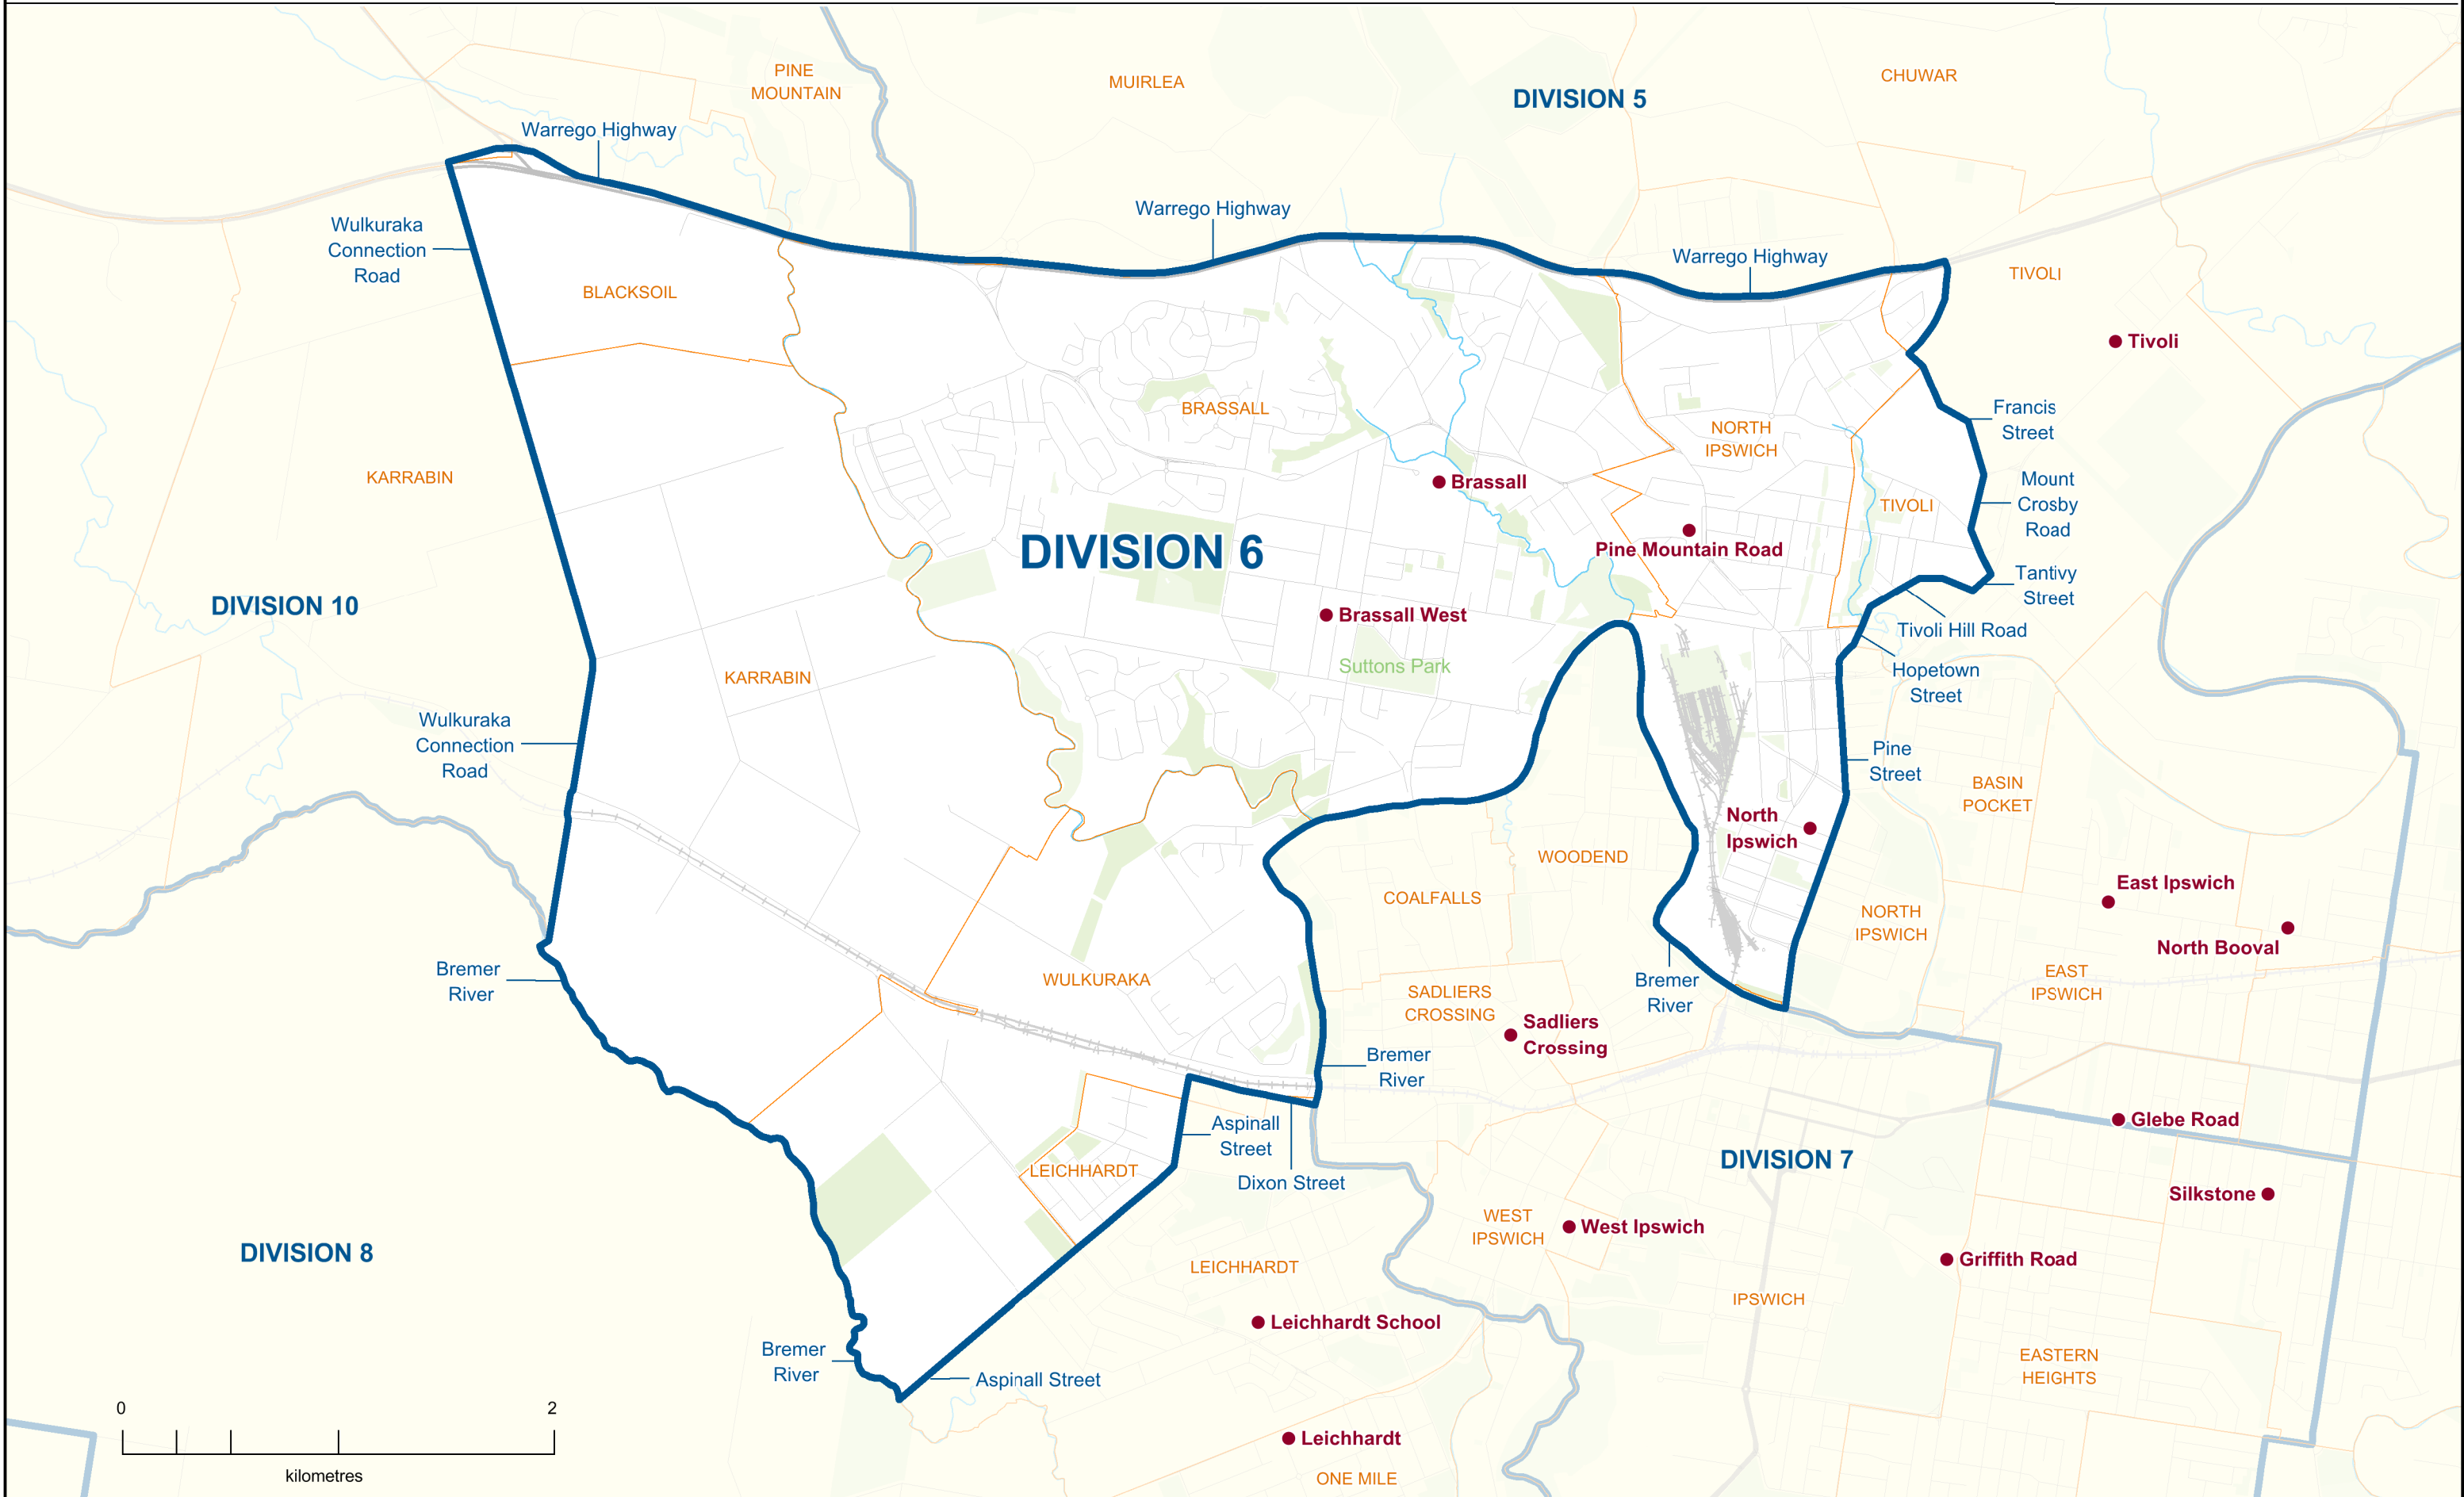 PINE
MOUNTAIN
MUIRLEA
DIVISION 5
CHUWAR
Warrego Highway
Warrego Highway
Warrego Highway
Wulkuraka
Connection
Road
BLACKSOIL
TIVOLI
Tivoli
BRASSALL
Francis
Street
NORTH
IPSWICH
KARRABIN
Brassall
Mount
Crosby
Road
TIVOLI
DIVISION 6
Pine Mountain Road
Tantivy
Street
DIVISION 10
Brassall West
Tivoli Hill Road
Suttons Park
KARRABIN
Hopetown
Street
Wulkuraka
Connection
Road
Pine
Street
BASIN
POCKET
North
Ipswich
WOODEND
COALFALLS
East Ipswich
NORTH
IPSWICH
North Booval
Bremer
River
WULKURAKA
SADLIERS
CROSSING
Bremer
River
EAST
IPSWICH
Sadliers
Crossing
Bremer
River
Aspinall
Street
Glebe Road
LEICHHARDT
Dixon Street
DIVISION 7
Silkstone
WEST
IPSWICH
West Ipswich
DIVISION 8
LEICHHARDT
Griffith Road
IPSWICH
Leichhardt School
Bremer
River
Aspinall Street
EASTERN
HEIGHTS
0 2
kilometres
Leichhardt
ONE MILE